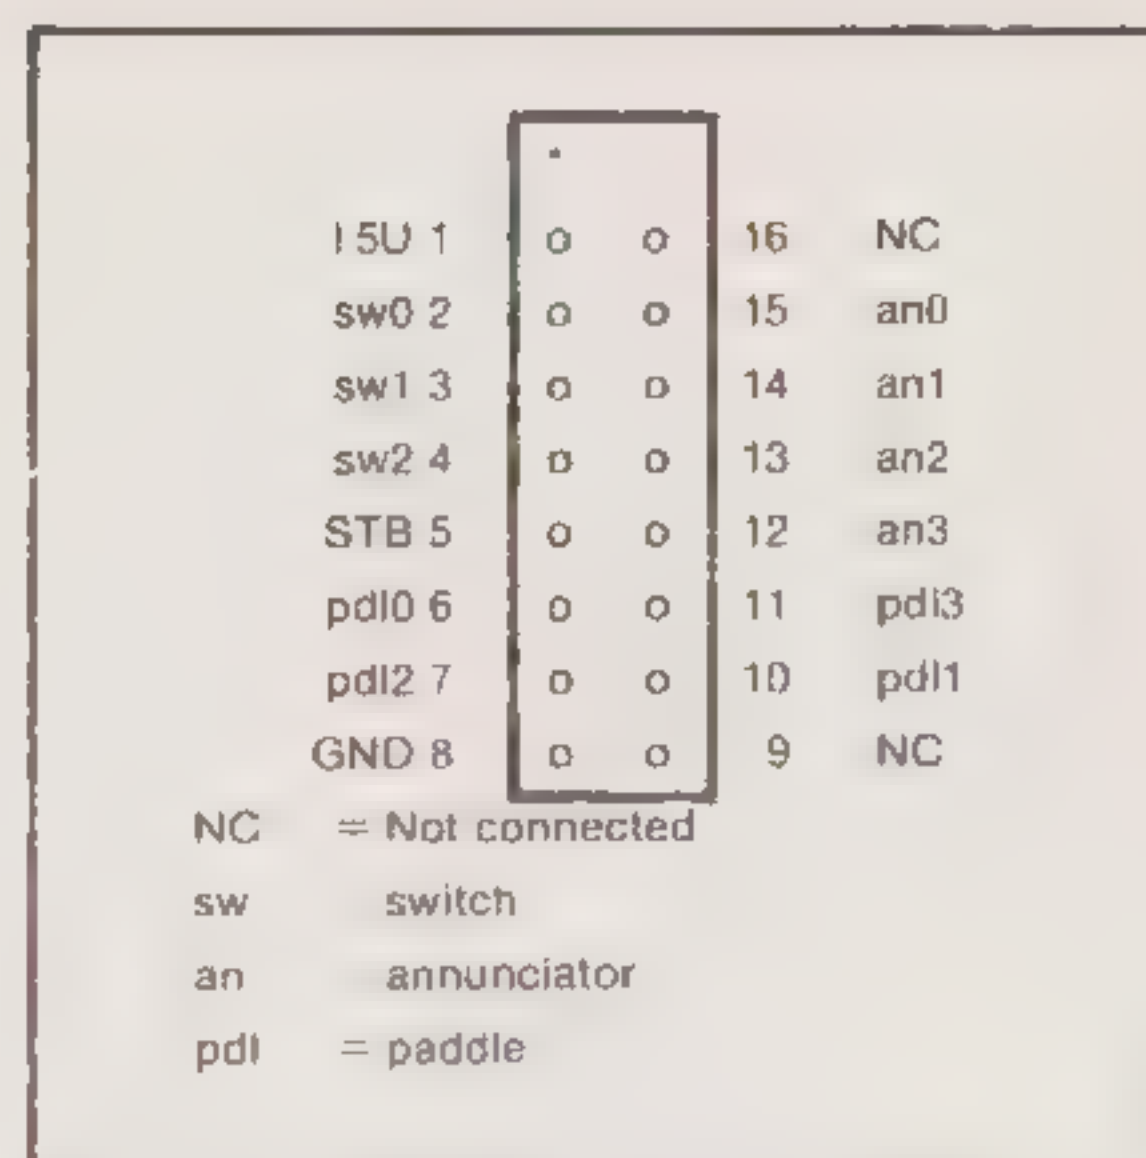 I 5U 1 16 NC
sw0 2 15 an0
sw1 3 14 an1
sw2 4 13 an2
STB 5 12 an3
pdl0 6 11 pdl3
pdl2 7 10 pdl1
GND 8 9 NC
NC = Not connected
sw switch
an annunciator
pdl = paddle